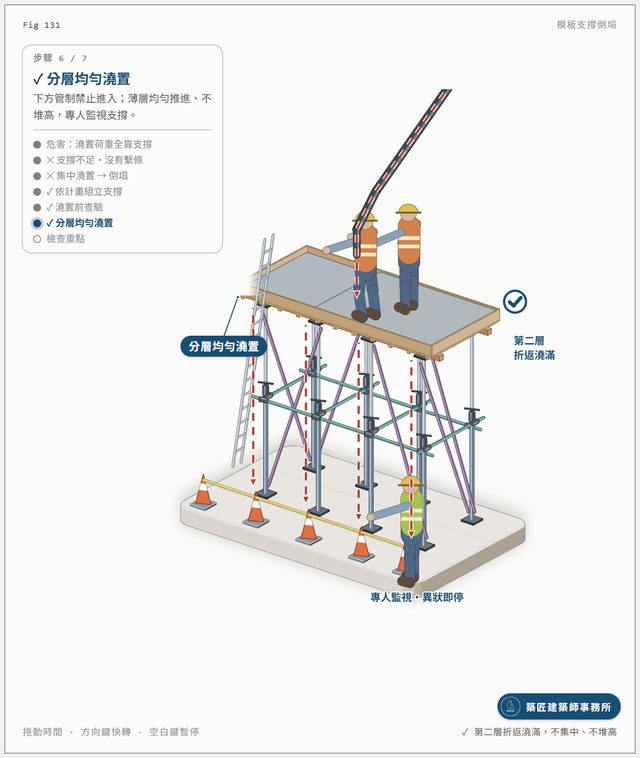 Fig 131
模板支撐倒塌
步驟 6 / 7
✓ 分層均勻澆置
下方管制禁止進入；薄層均勻推進、不
堆高，專人監視支撐。
危害：澆置荷重全靠支撐
✕ 支撐不足・沒有繫條
✕ 集中澆置 → 倒塌
✓ 依計畫組立支撐
✓ 澆置前查驗
✓ 分層均勻澆置
檢查重點
分層均勻澆置
第二層
折返澆滿
專人監視・異狀即停
築匠建築師事務所
拖動時間 · 方向鍵快轉 · 空白鍵暫停
✓ 第二層折返澆滿，不集中、不堆高